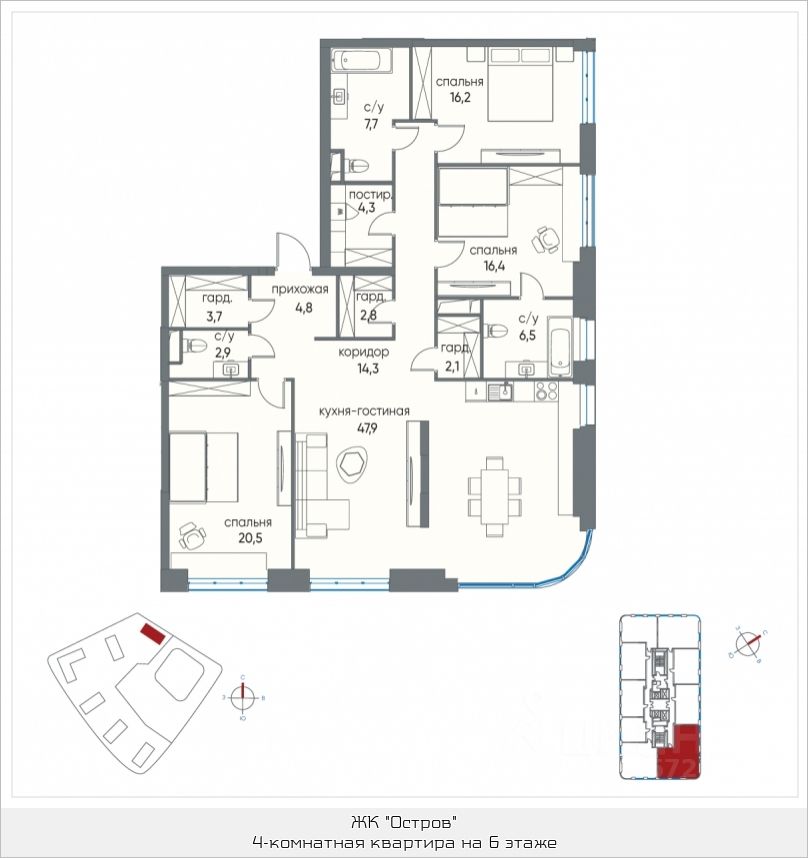 спальня
16,2
с/у
7,7
постир.
4,3
спальня
16,4
прихожая
4,8
гард.
3,7
гард.
2,8
с/у
6,5
с/у
2,9
коридор
14,3
гард.
2,1
кухня-гостиная
47,9
спальня
20,5
С
З
В
Ю
З
С
Ю
В
ЖК "Остров"
4-комнатная квартира на 6 этаже